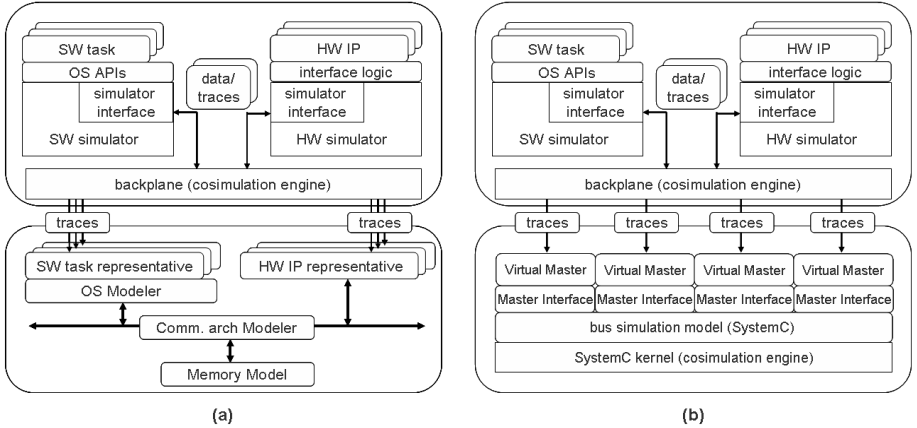 SW task
OS APIs
simulator
interface
SW simulator
data/
traces
HW IP
interface logic
simulator
interface
HW simulator
backplane (cosimulation engine)
traces
traces
SW task representative
OS Modeler
HW IP representative
Comm. arch Modeler
Memory Model
(a)
SW task
OS APIs
simulator
interface
SW simulator
data/
traces
HW IP
interface logic
simulator
interface
HW simulator
backplane (cosimulation engine)
traces
traces
traces
traces
Virtual Master
Virtual Master
Virtual Master
Virtual Master
Master Interface
Master Interface
Master Interface
Master Interface
bus simulation model (SystemC)
SystemC kernel (cosimulation engine)
(b)